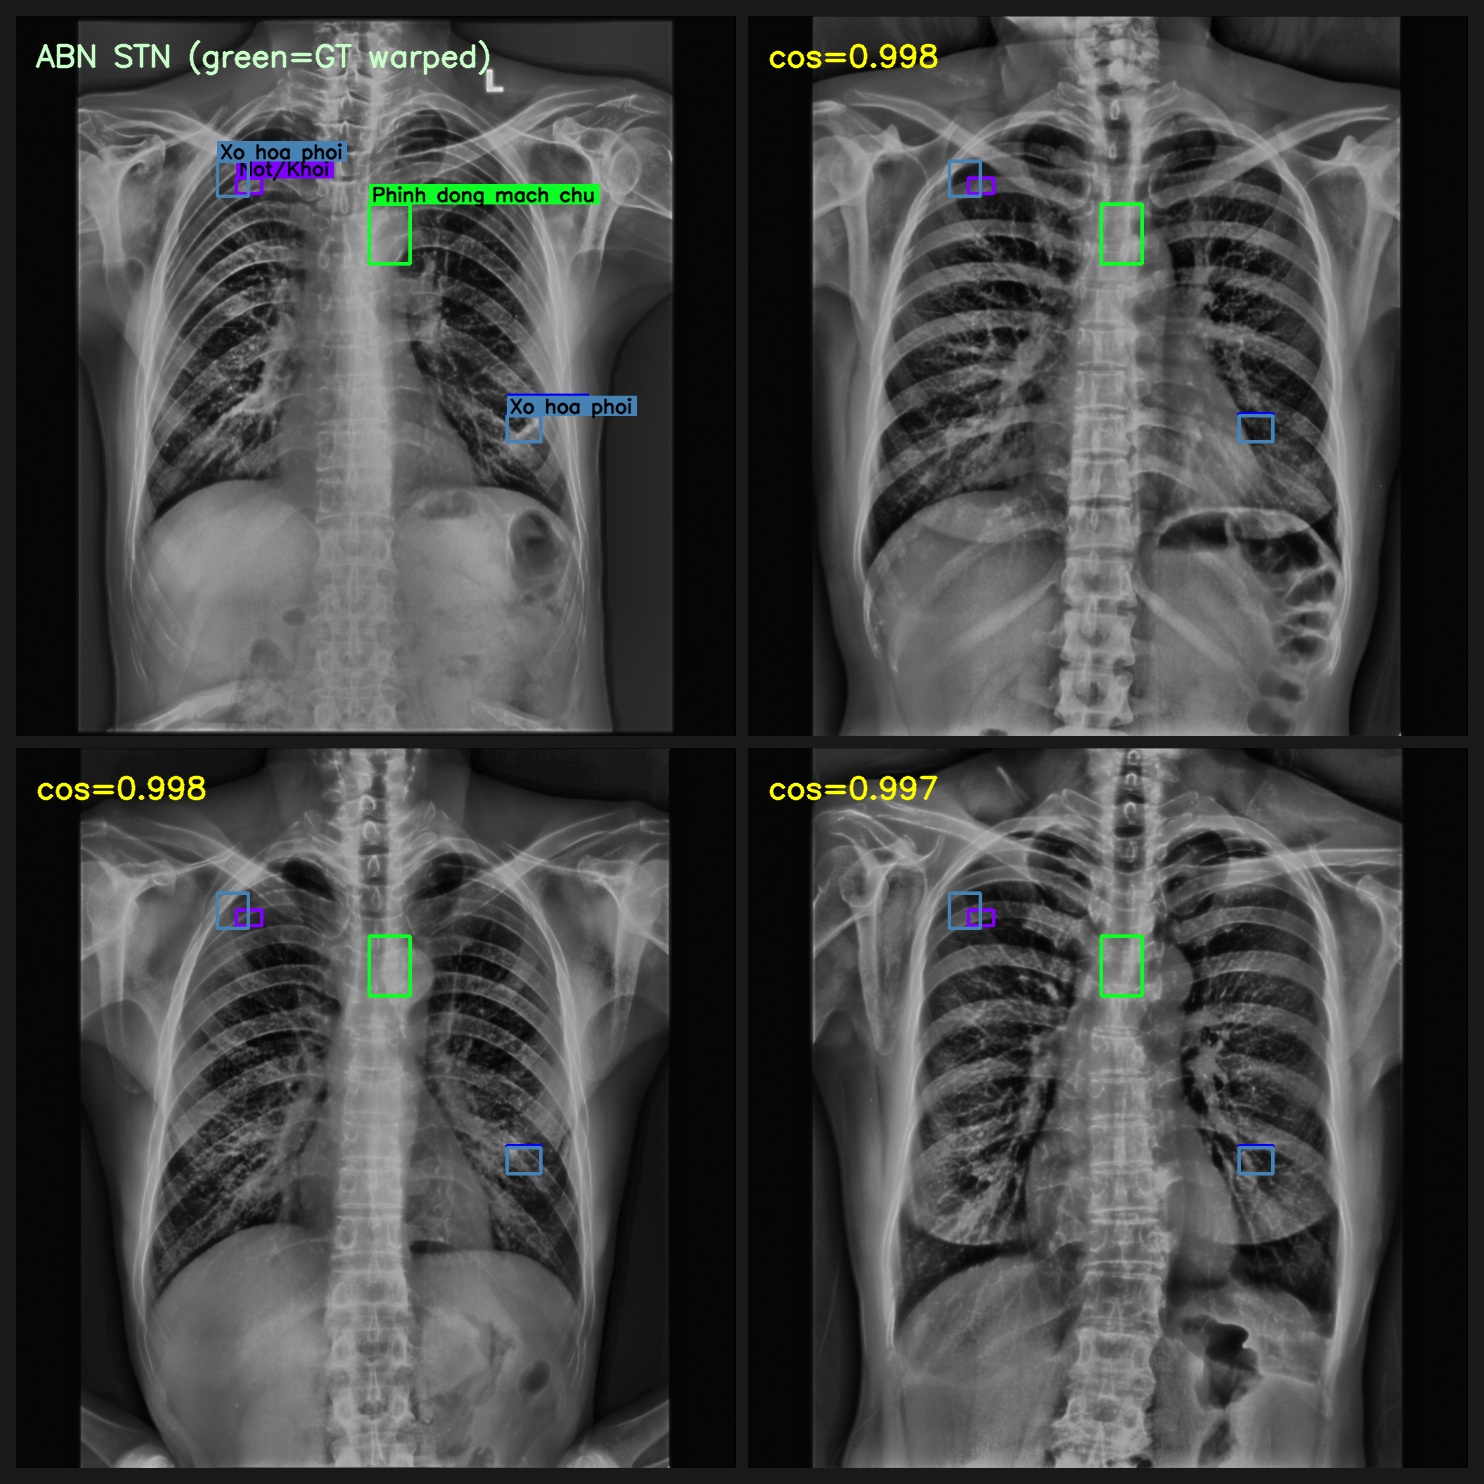 ABN STN (green=GT warped)
L
Xo hoa phoi
Not/Khoi
Phinh dong mach chu
Xo hoa phoi
cos=0.998
cos=0.998
cos=0.997